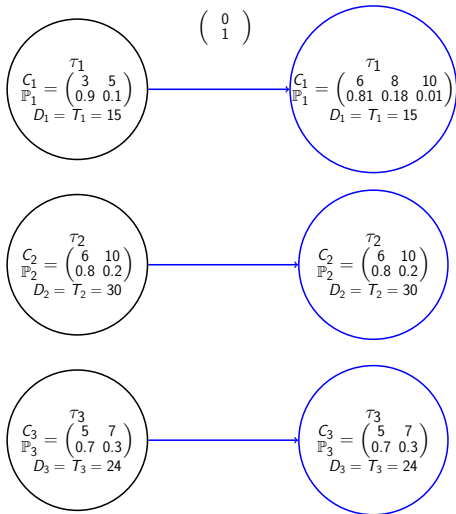 ( 0
1 )
τ1
C1
ℙ1 = (3 5
0.9 0.1)
D1 = T1 = 15
τ1
C1
ℙ1 = (6 8 10
0.81 0.18 0.01)
D1 = T1 = 15
τ2
C2
ℙ2 = (6 10
0.8 0.2)
D2 = T2 = 30
τ2
C2
ℙ2 = (6 10
0.8 0.2)
D2 = T2 = 30
τ3
C3
ℙ3 = (5 7
0.7 0.3)
D3 = T3 = 24
τ3
C3
ℙ3 = (5 7
0.7 0.3)
D3 = T3 = 24